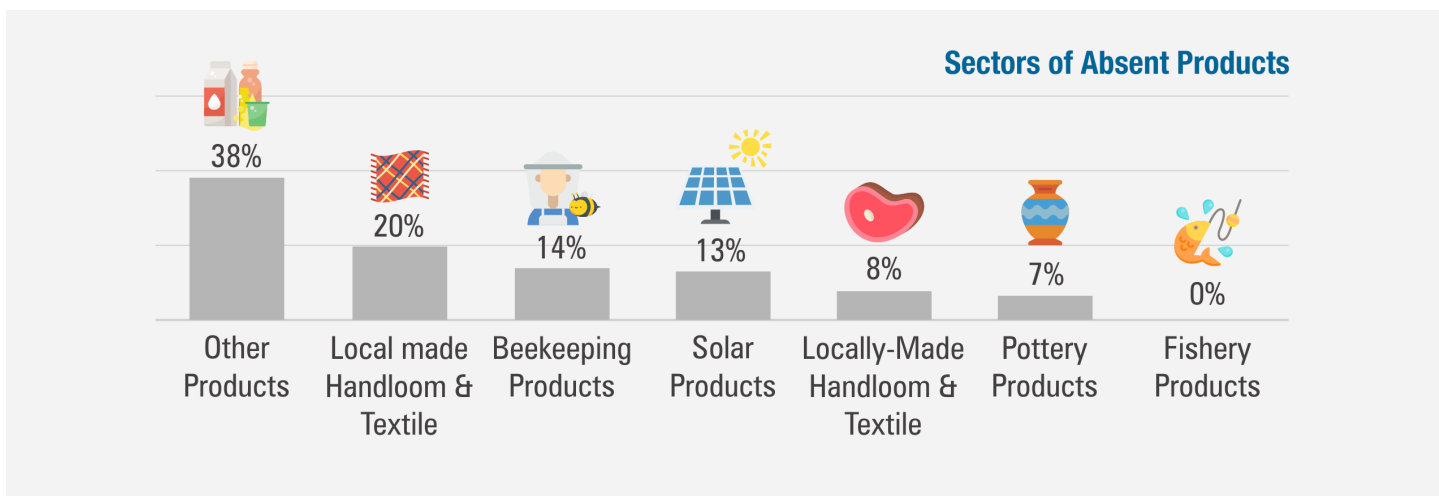 Sectors of Absent Products
38%
20%
14%
13%
8%
7%
0%
Other
Products
Local made
Handloom &
Textile
Beekeeping
Products
Solar
Products
Locally-Made
Handloom &
Textile
Pottery
Products
Fishery
Products